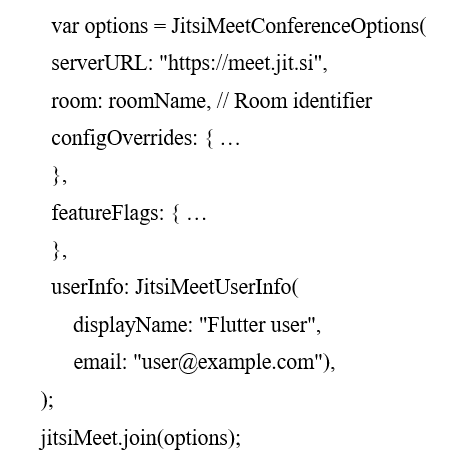 var options = JitsiMeetConferenceOptions(
serverURL: "https://meet.jit.si",
room: roomName, // Room identifier
configOverrides: { …
},
featureFlags: { …
},
userInfo: JitsiMeetUserInfo(
displayName: "Flutter user",
email: "user@example.com"),
);
jitsiMeet.join(options);